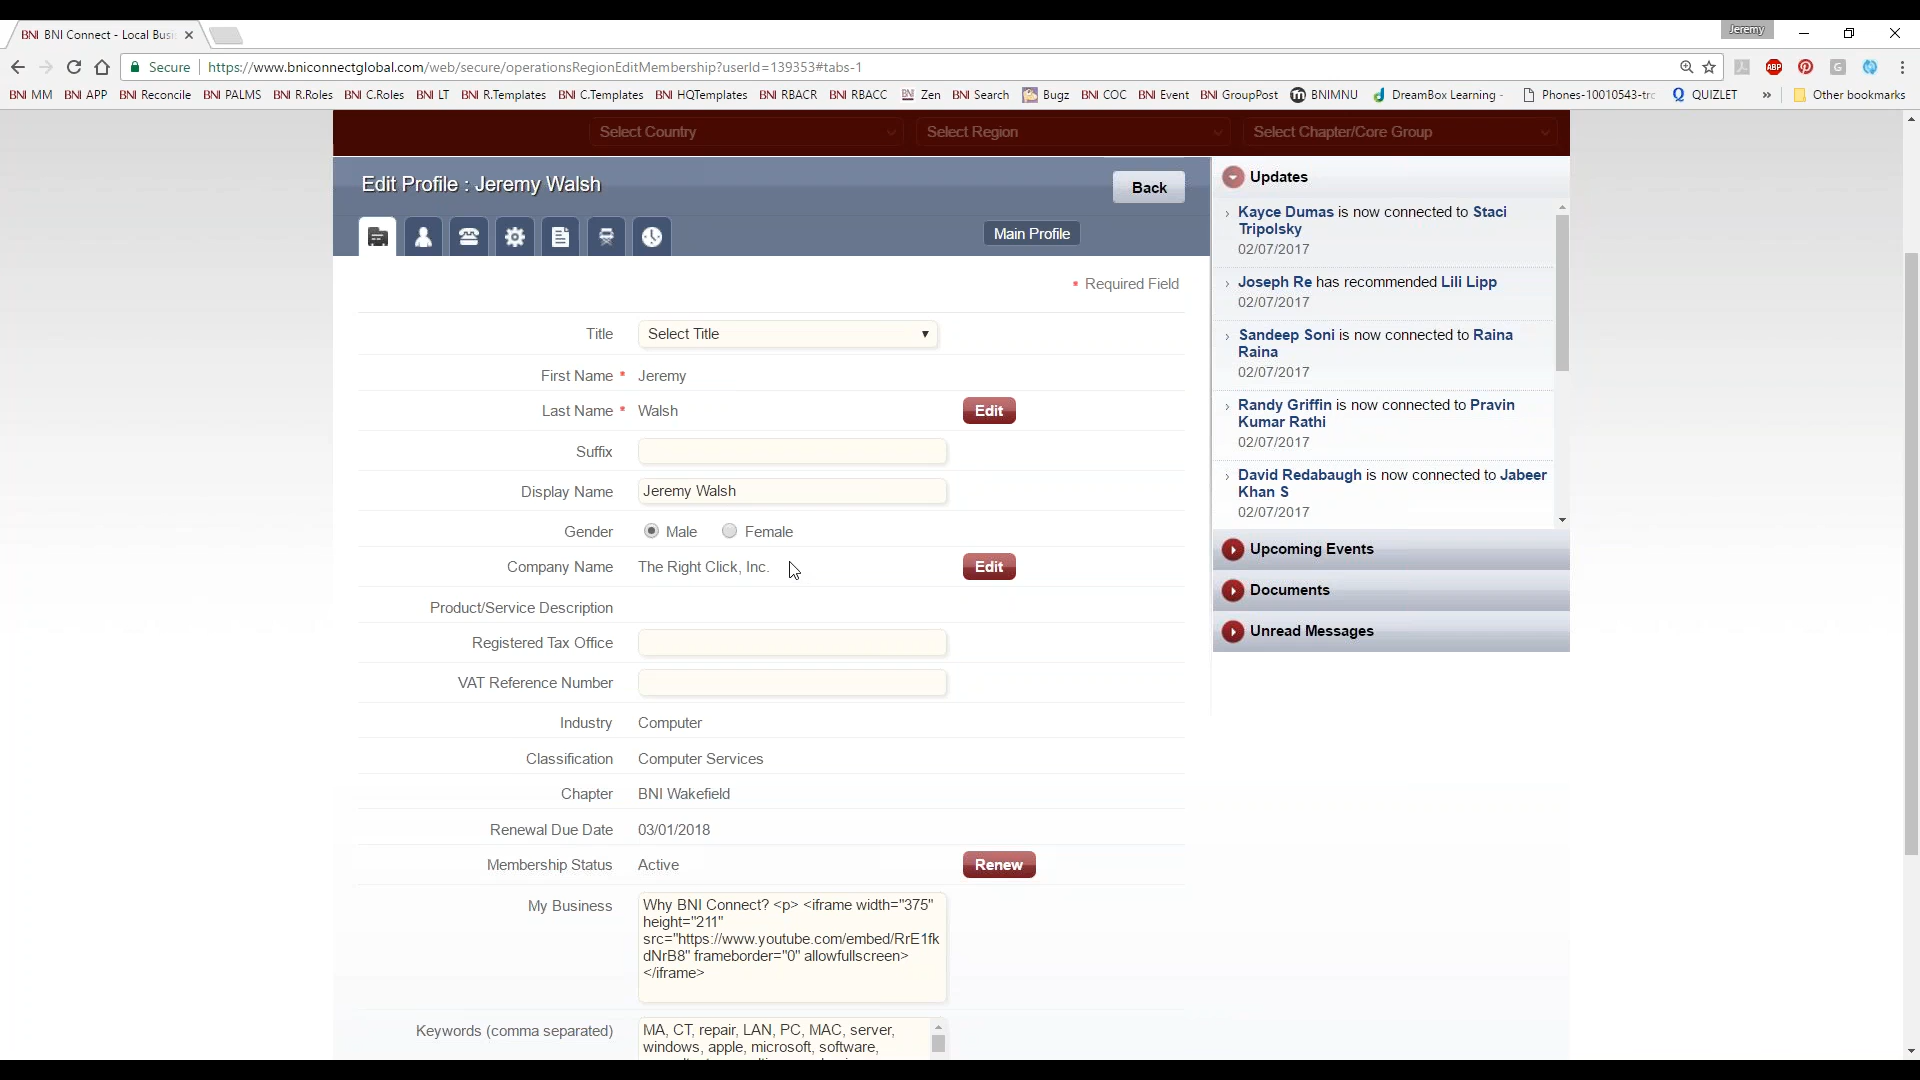 BNI BNI Connect - Local Busi
Jeremy
Secure https://www.bniconnectglobal.com/web/secure/operationsRegionEditMembership?userId=139353#tabs-1
ABP
G
BNI MM BNI APP BNI Reconcile BNI PALMS BNI R.Roles BNI C.Roles BNI LT BNI R.Templates BNI C.Templates BNI HQTemplates BNI RBACR BNI RBACC BNI Zen BNI Search Bugz BNI COC BNI Event BNI GroupPost BNIMNU DreamBox Learning - Phones-10010543-trc QUIZLET » Other bookmarks
Select Country Select Region Select Chapter/Core Group
Edit Profile : Jeremy Walsh
Back
Main Profile
* Required Field
Title Select Title
First Name * Jeremy
Last Name * Walsh Edit
Suffix
Display Name Jeremy Walsh
Gender Male Female
Company Name The Right Click, Inc. Edit
Product/Service Description
Registered Tax Office
VAT Reference Number
Industry Computer
Classification Computer Services
Chapter BNI Wakefield
Renewal Due Date 03/01/2018
Membership Status Active Renew
My Business Why BNI Connect? <p> <iframe width="375"
height="211"
src="https://www.youtube.com/embed/RrE1fk
dNrB8" frameborder="0" allowfullscreen>
</iframe>
Keywords (comma separated) MA, CT, repair, LAN, PC, MAC, server,
windows, apple, microsoft, software,
Updates
Kayce Dumas is now connected to Staci
Tripolsky
02/07/2017
Joseph Re has recommended Lili Lipp
02/07/2017
Sandeep Soni is now connected to Raina
Raina
02/07/2017
Randy Griffin is now connected to Pravin
Kumar Rathi
02/07/2017
David Redabaugh is now connected to Jabeer
Khan S
02/07/2017
Upcoming Events
Documents
Unread Messages